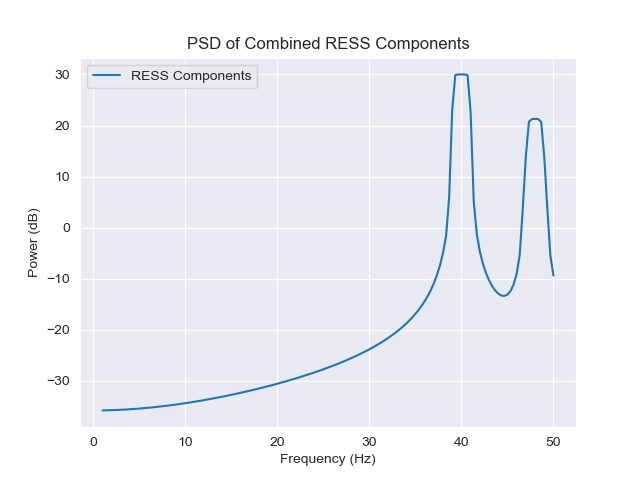 PSD of Combined RESS Components
RESS Components
30
20
10
0
−10
−20
−30
Power (dB)
0 10 20 30 40 50
Frequency (Hz)